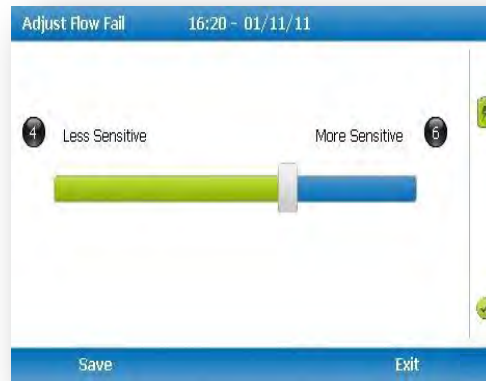 Adjust Flow Fail 16:20 - 01/11/11
4 Less Sensitive More Sensitive 6
Save Exit